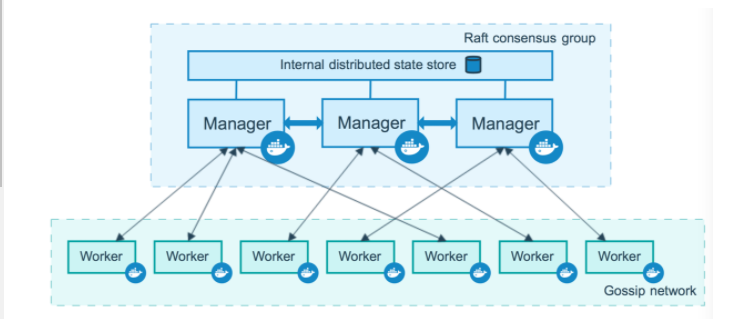 Raft consensus group
Internal distributed state store
Manager Manager Manager
Worker Worker Worker Worker Worker Worker Worker
Gossip network